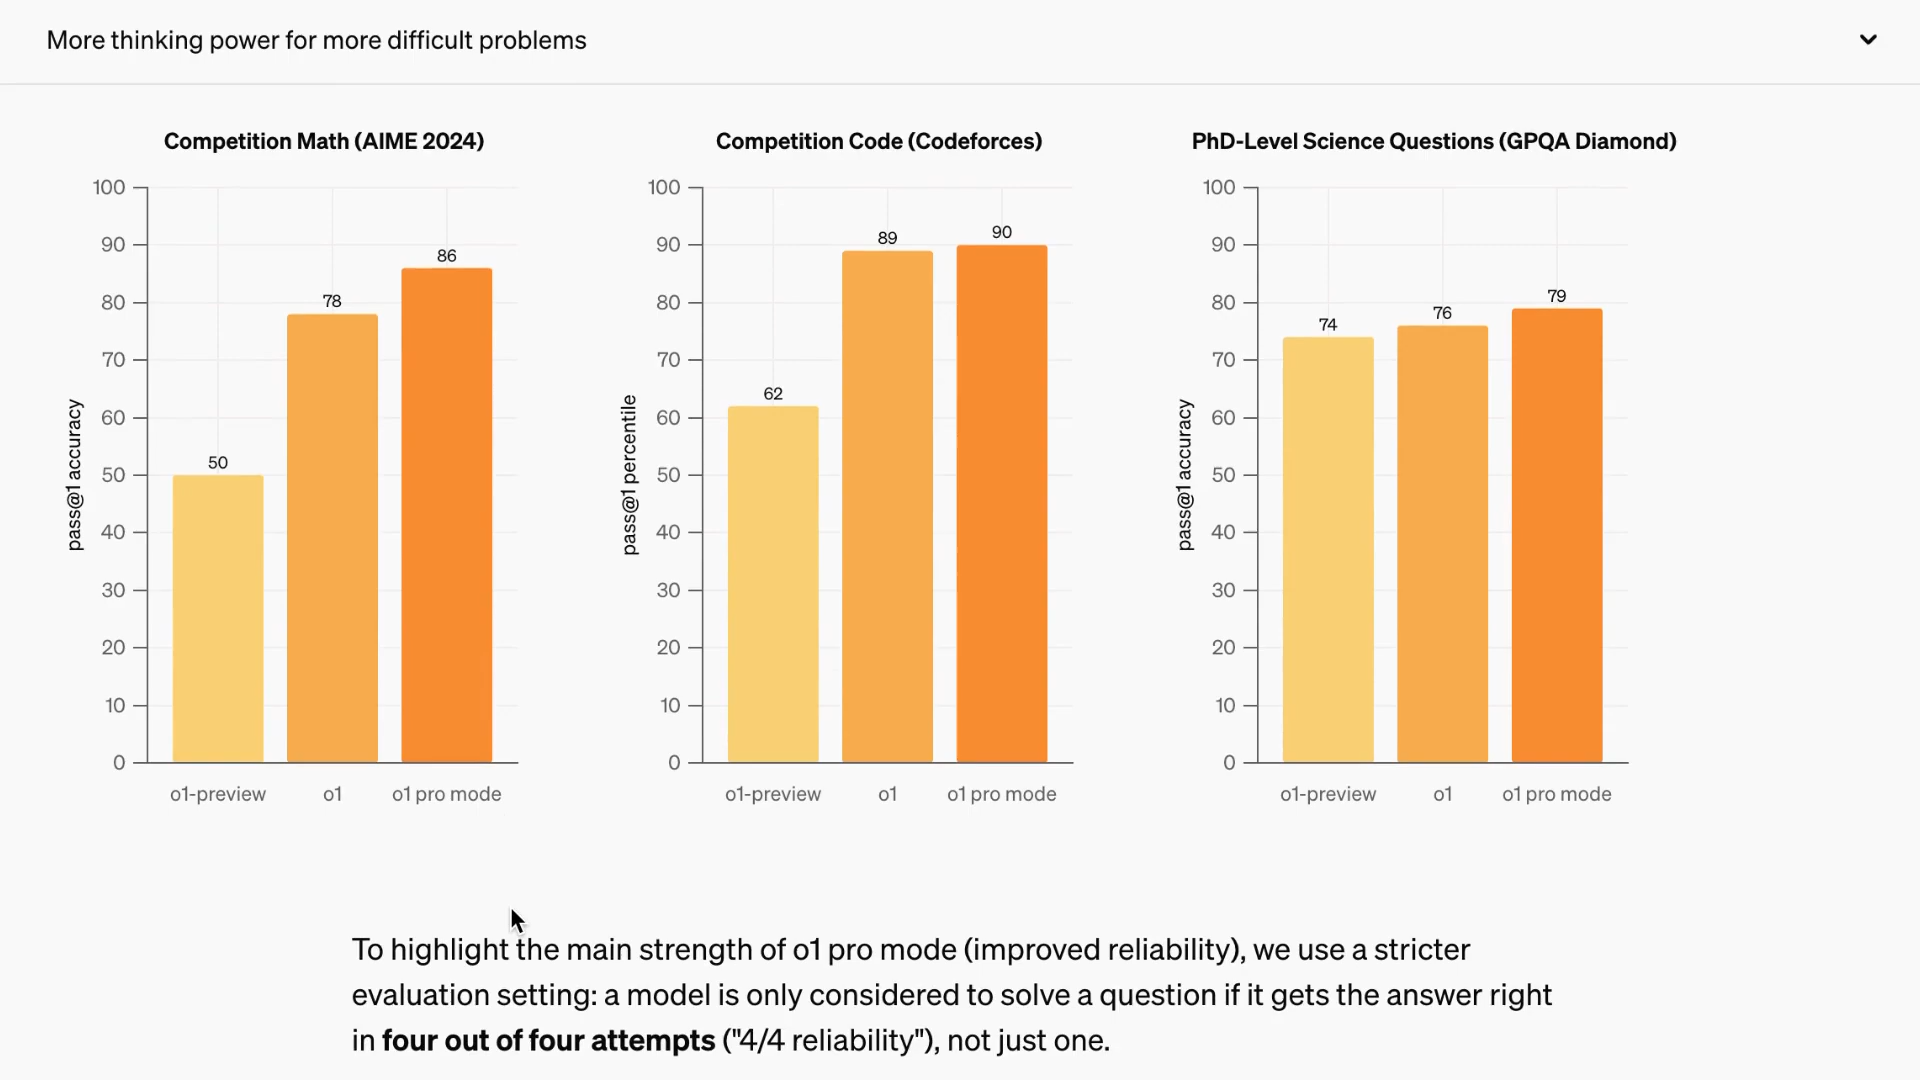 More thinking power for more difficult problems
Competition Math (AIME 2024)
100
90
80
70
60
50
40
30
20
10
0
pass@1 accuracy
50
78
86
o1-preview
o1
o1 pro mode
Competition Code (Codeforces)
100
90
80
70
60
50
40
30
20
10
0
pass@1 percentile
62
89
90
o1-preview
o1
o1 pro mode
PhD-Level Science Questions (GPQA Diamond)
100
90
80
70
60
50
40
30
20
10
0
pass@1 accuracy
74
76
79
o1-preview
o1
o1 pro mode
To highlight the main strength of o1 pro mode (improved reliability), we use a stricter
evaluation setting: a model is only considered to solve a question if it gets the answer right
in four out of four attempts ("4/4 reliability"), not just one.